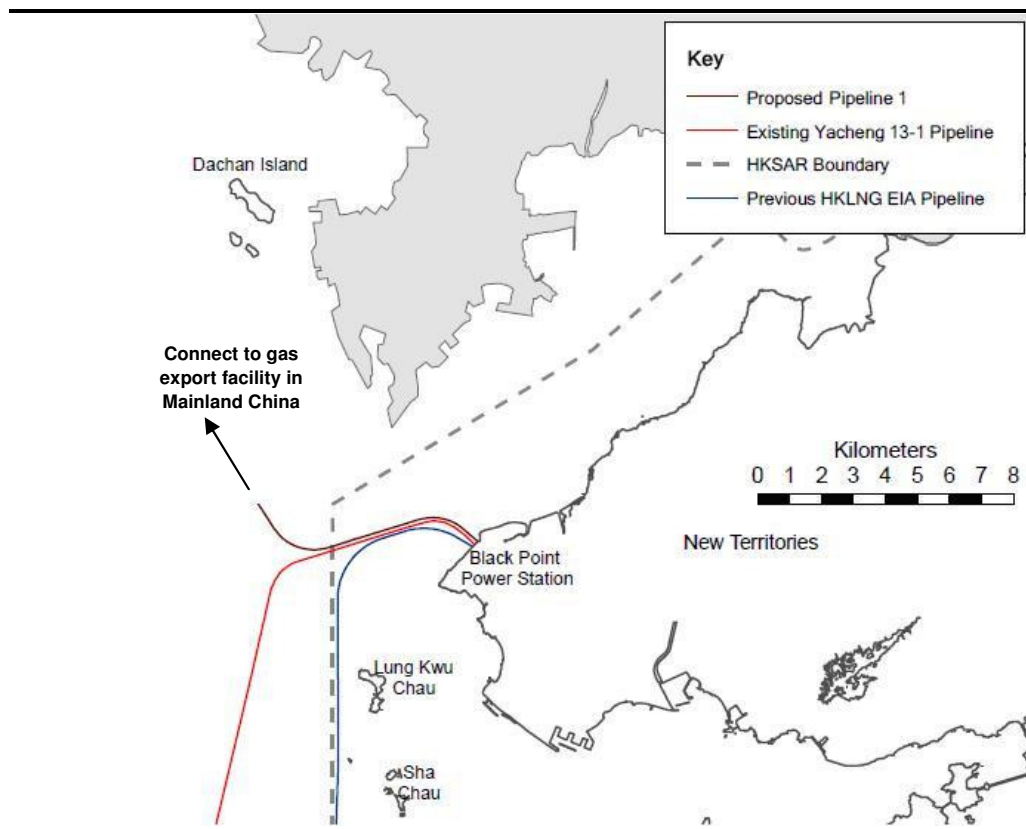 Key
Proposed Pipeline 1
Existing Yacheng 13-1 Pipeline
HKSAR Boundary
Previous HKLNG EIA Pipeline
Dachan Island
Connect to gas
export facility in
Mainland China
Kilometers
0 1 2 3 4 5 6 7 8
New Territories
Black Point
Power Station
Lung Kwu
Chau
Sha
Chau